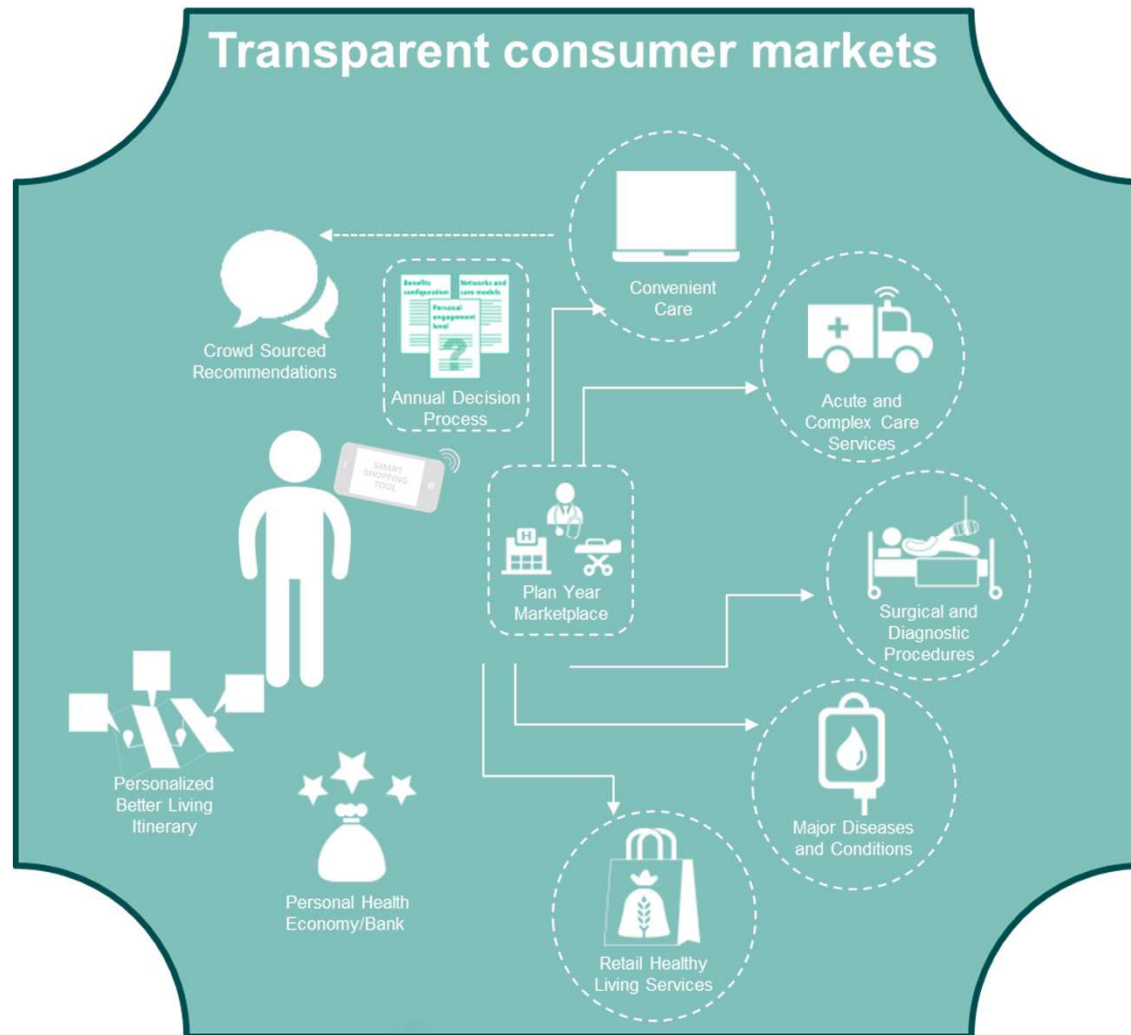 Transparent consumer markets
Convenient
Care
Crowd Sourced
Recommendations
Benefits
configuration
Networks and
care models
Personal
engagement
level
?
Annual Decision
Process
Acute and
Complex Care
Services
SMART
SHOPPING
TOOL
H
Plan Year
Marketplace
Surgical and
Diagnostic
Procedures
Personalized
Better Living
Itinerary
Major Diseases
and Conditions
Personal Health
Economy/Bank
Retail Healthy
Living Services